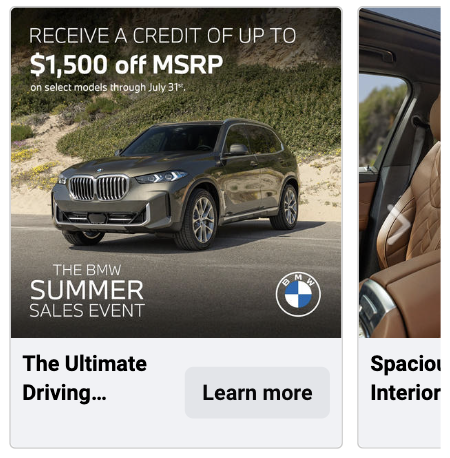 RECEIVE A CREDIT OF UP TO
$1,500 off MSRP
on select models through July 31st.
THE BMW
SUMMER
SALES EVENT
BMW
The Ultimate
Driving...
Learn more
Interior